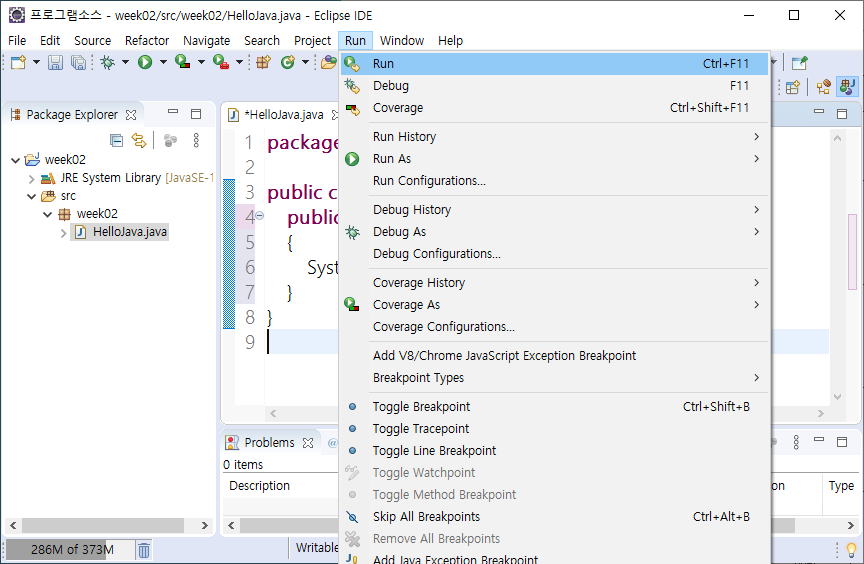 프로그램소스 - week02/src/week02/HelloJava.java - Eclipse IDE
File Edit Source Refactor Navigate Search Project Run Window Help
Package Explorer
week02
JRE System Library [JavaSE-1
src
week02
HelloJava.java
286M of 373M
*HelloJava.java
1 package
2
3 public c
4 public
5 {
6 Syst
7 }
8 }
9
Problems @
0 items
Description
on
Type
Writable
Run Ctrl+F11
Debug F11
Coverage Ctrl+Shift+F11
Run History
Run As
Run Configurations...
Debug History
Debug As
Debug Configurations...
Coverage History
Coverage As
Coverage Configurations...
Add V8/Chrome JavaScript Exception Breakpoint
Breakpoint Types
Toggle Breakpoint Ctrl+Shift+B
Toggle Tracepoint
Toggle Line Breakpoint
Toggle Watchpoint
Toggle Method Breakpoint
Skip All Breakpoints Ctrl+Alt+B
Remove All Breakpoints
Add Java Exception Breakpoint